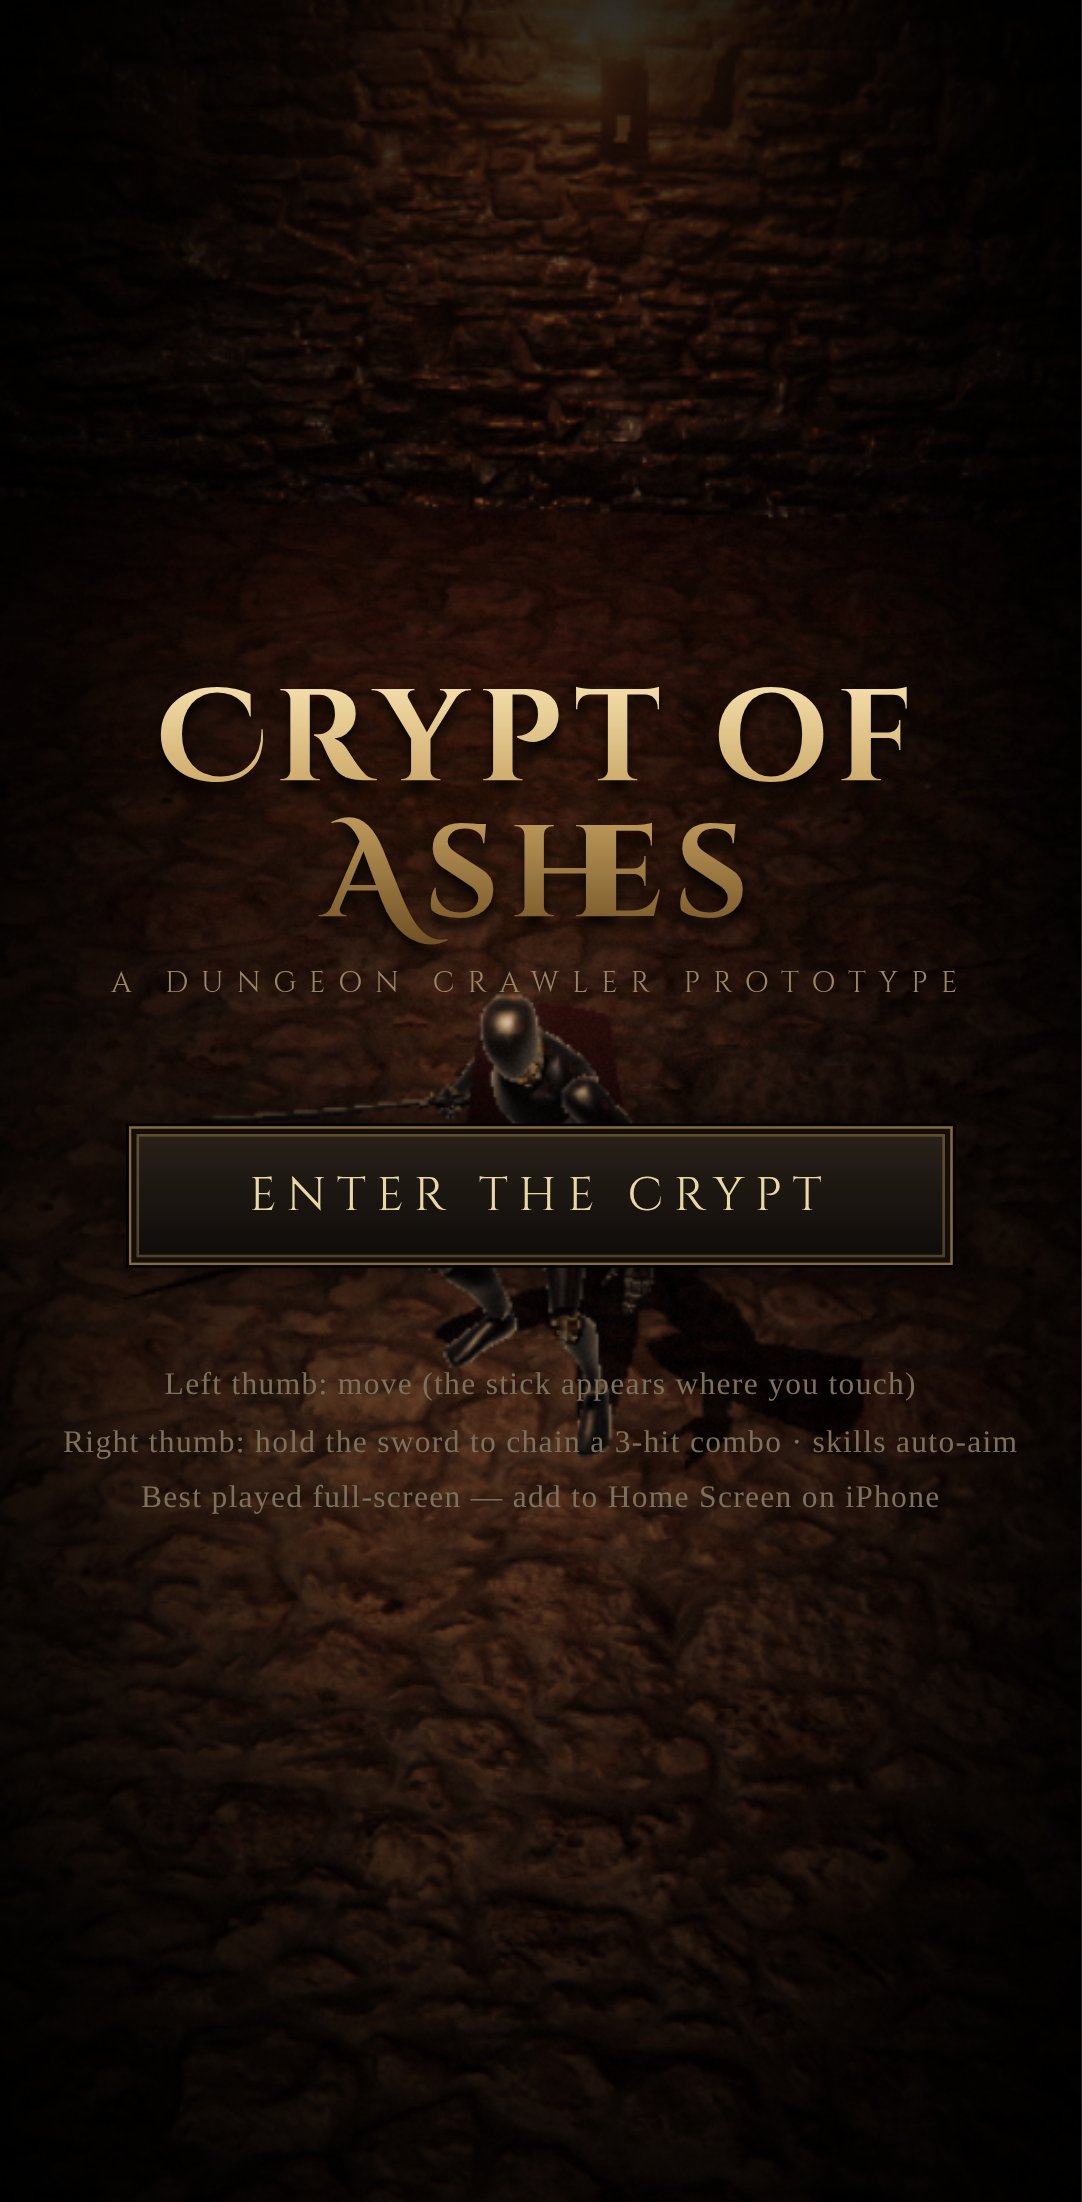 CRYPT OF
ASHES
A DUNGEON CRAWLER PROTOTYPE
ENTER THE CRYPT
Left thumb: move (the stick appears where you touch)
Right thumb: hold the sword to chain a 3-hit combo · skills auto-aim
Best played full-screen — add to Home Screen on iPhone